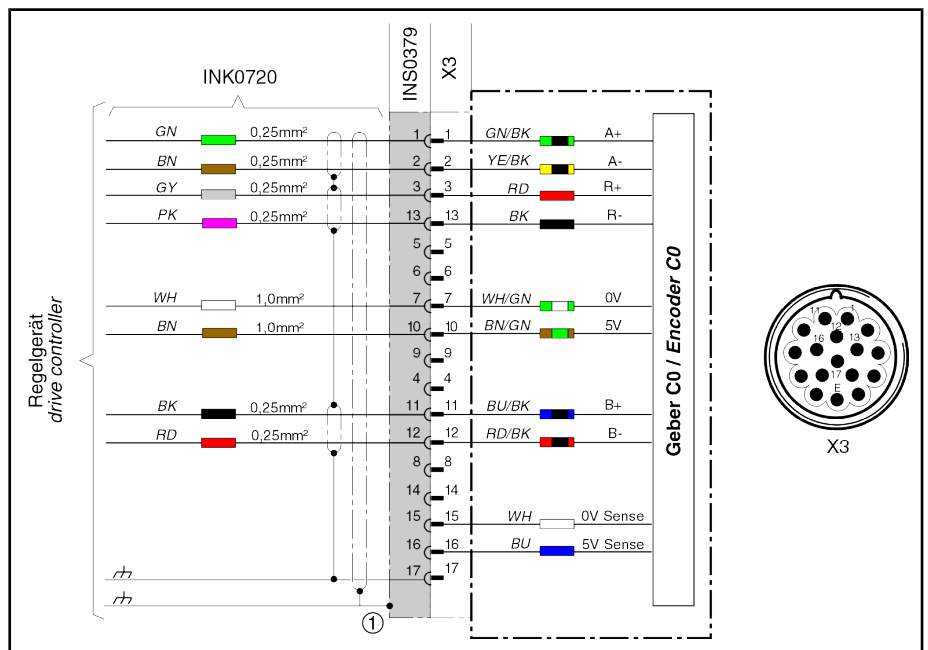 INK0720
INS0379
X3
GN 0,25mm² 1 1 GN/BK A+
BN 0,25mm² 2 2 YE/BK A-
GY 0,25mm² 3 3 RD R+
PK 0,25mm² 13 13 BK R-
5 5
6 6
WH 1,0mm² 7 7 WH/GN 0V
BN 1,0mm² 10 10 BN/GN 5V
9 9
4 4
BK 0,25mm² 11 11 BU/BK B+
RD 0,25mm² 12 12 RD/BK B-
8 8
14 14
15 15 WH 0V Sense
16 16 BU 5V Sense
17 17
1
Regelgerät
drive controller
Geber C0 / Encoder C0
11 1
12
16 13
17
E
X3